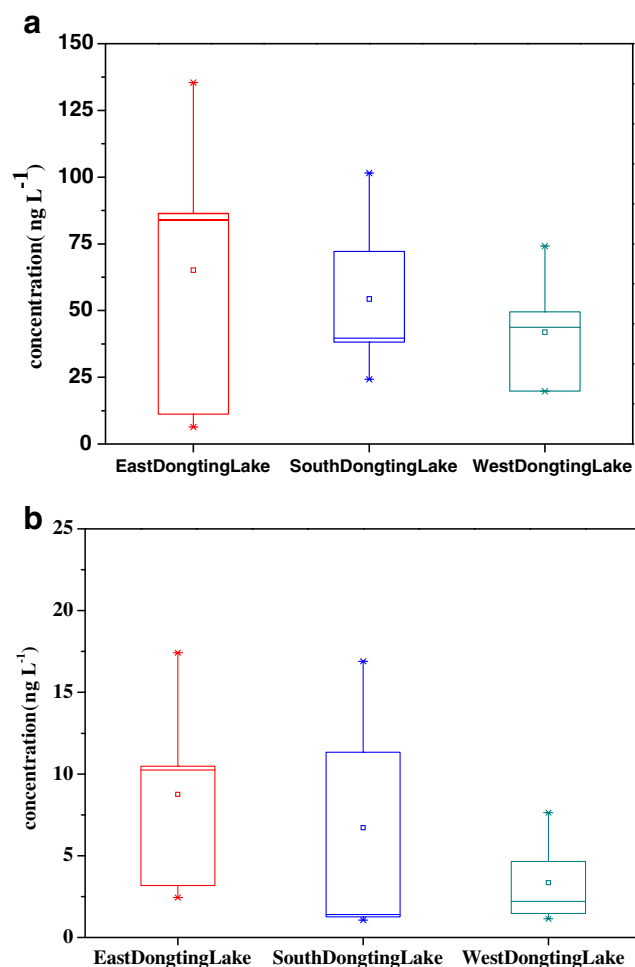 a
150
125
100
75
50
25
0
concentration( ng L-1)
EastDongtingLake SouthDongtingLake WestDongtingLake
b
25
20
15
10
5
0
concentration(ng L-1)
EastDongtingLake SouthDongtingLake WestDongtingLake